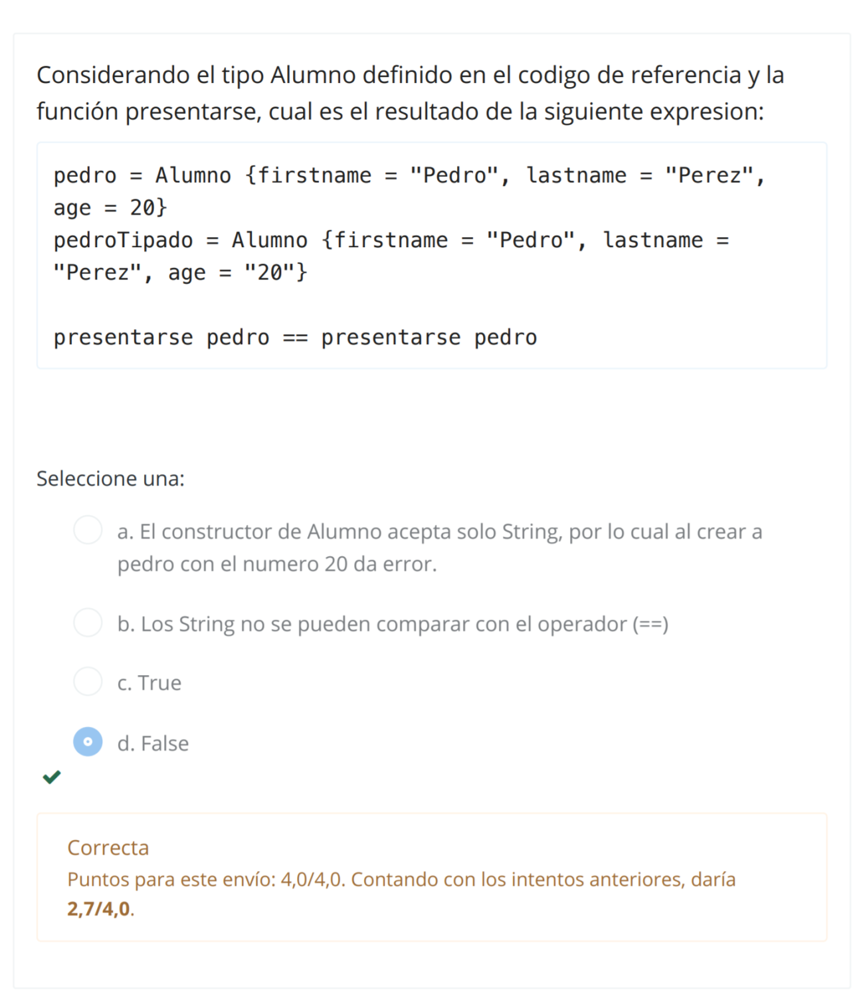 Considerando el tipo Alumno definido en el codigo de referencia y la
función presentarse, cual es el resultado de la siguiente expresion:
pedro = Alumno {firstname = "Pedro", lastname = "Perez",
age = 20}
pedroTipado = Alumno {firstname = "Pedro", lastname =
"Perez", age = "20"}
presentarse pedro == presentarse pedro
Seleccione una:
a. El constructor de Alumno acepta solo String, por lo cual al crear a
pedro con el numero 20 da error.
b. Los String no se pueden comparar con el operador (==)
c. True
d. False
Correcta
Puntos para este envío: 4,0/4,0. Contando con los intentos anteriores, daría
2,7/4,0.